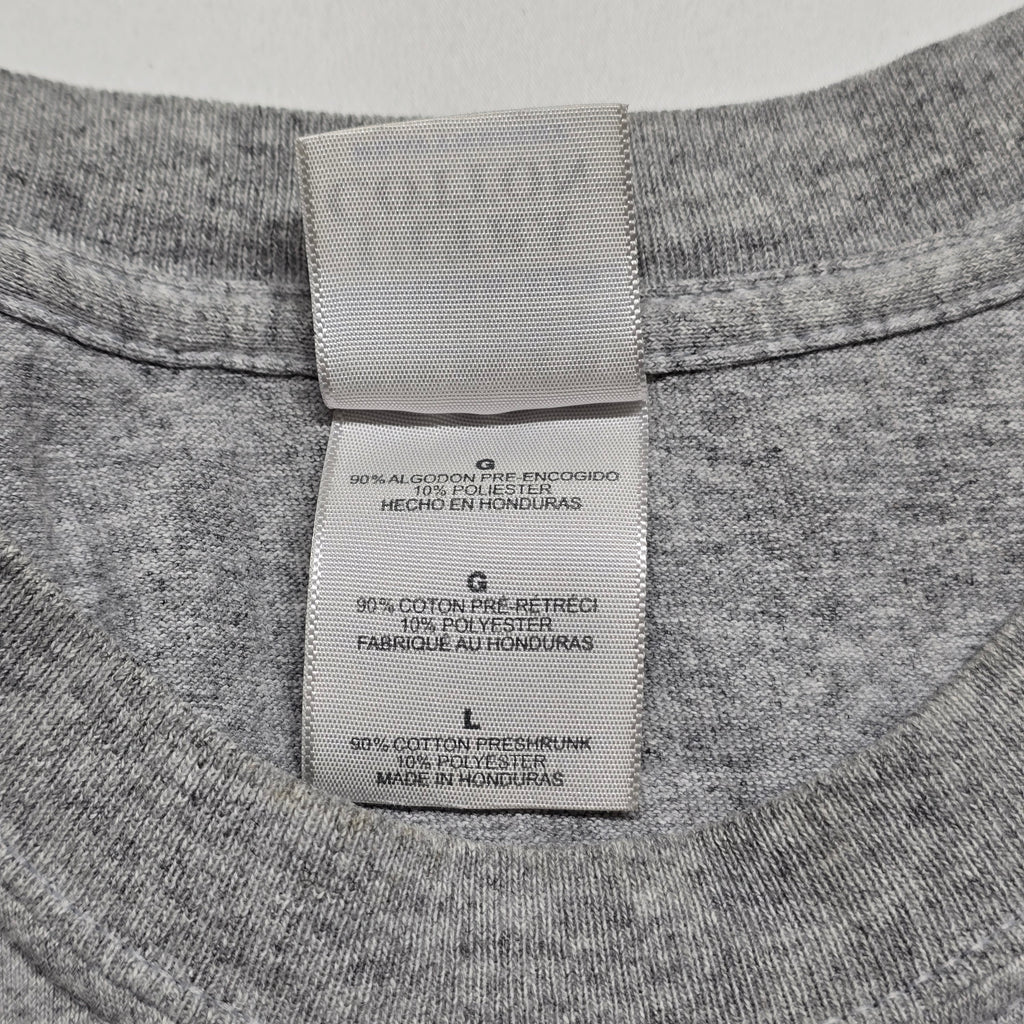 G
90% ALGODON PRE-ENCOGIDO
10% POLIESTER
HECHO EN HONDURAS
G
90% COTON PRÉ-RÉTRÉCI
10% POLYESTER
FABRIQUÉ AU HONDURAS
L
90% COTTON PRESHRUNK
10% POLYESTER
MADE IN HONDURAS